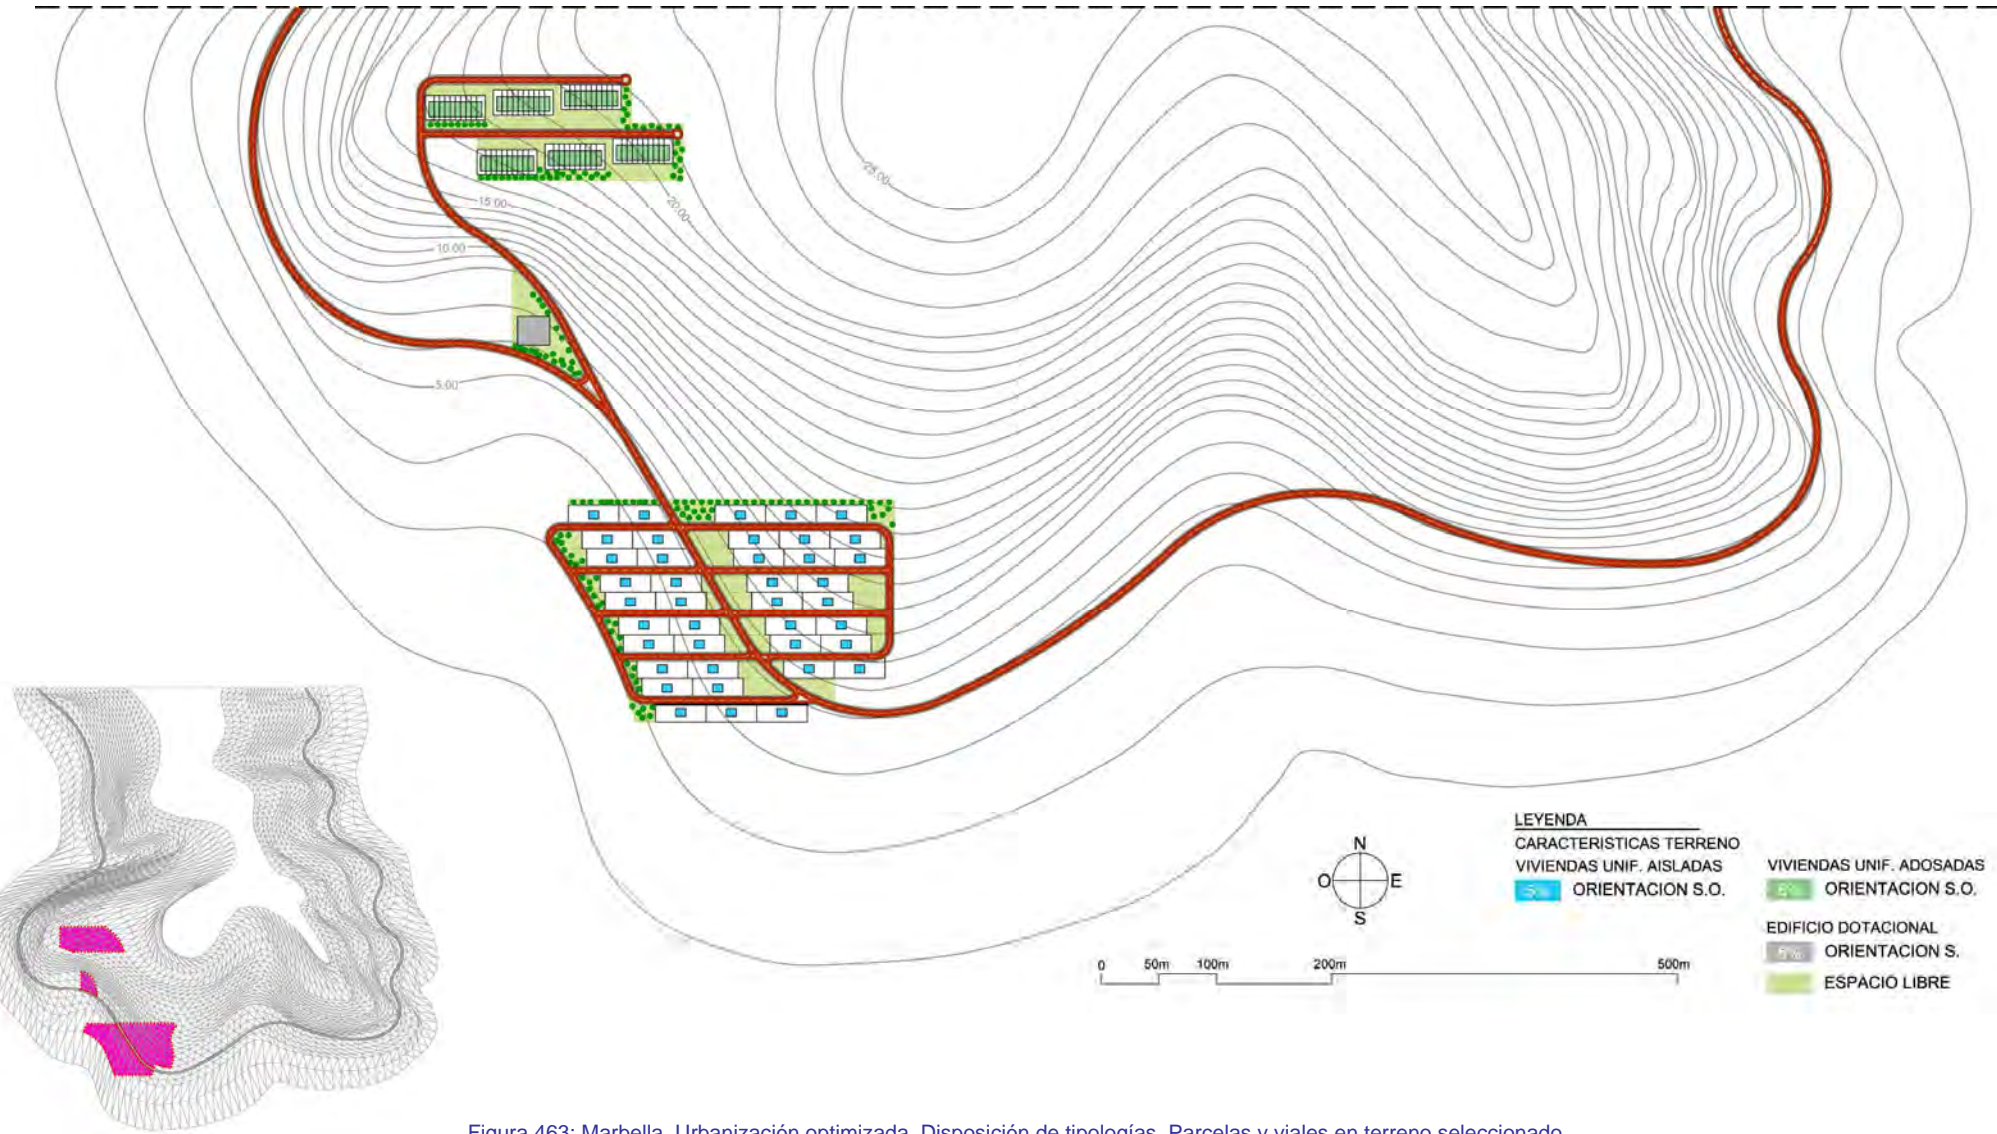 25.00
15.00
20.00
10.00
5.00
LEYENDA
CARACTERISTICAS TERRENO
VIVIENDAS UNIF. AISLADAS
5% ORIENTACION S.O.
VIVIENDAS UNIF. ADOSADAS
ORIENTACION S.O.
EDIFICIO DOTACIONAL
ORIENTACION S.
ESPACIO LIBRE
N
O E
S
0 50m 100m 200m 500m
Figura 463: Marbella. Urbanización optimizada. Disposición de tipologías. Parcelas y viales en terreno seleccionado